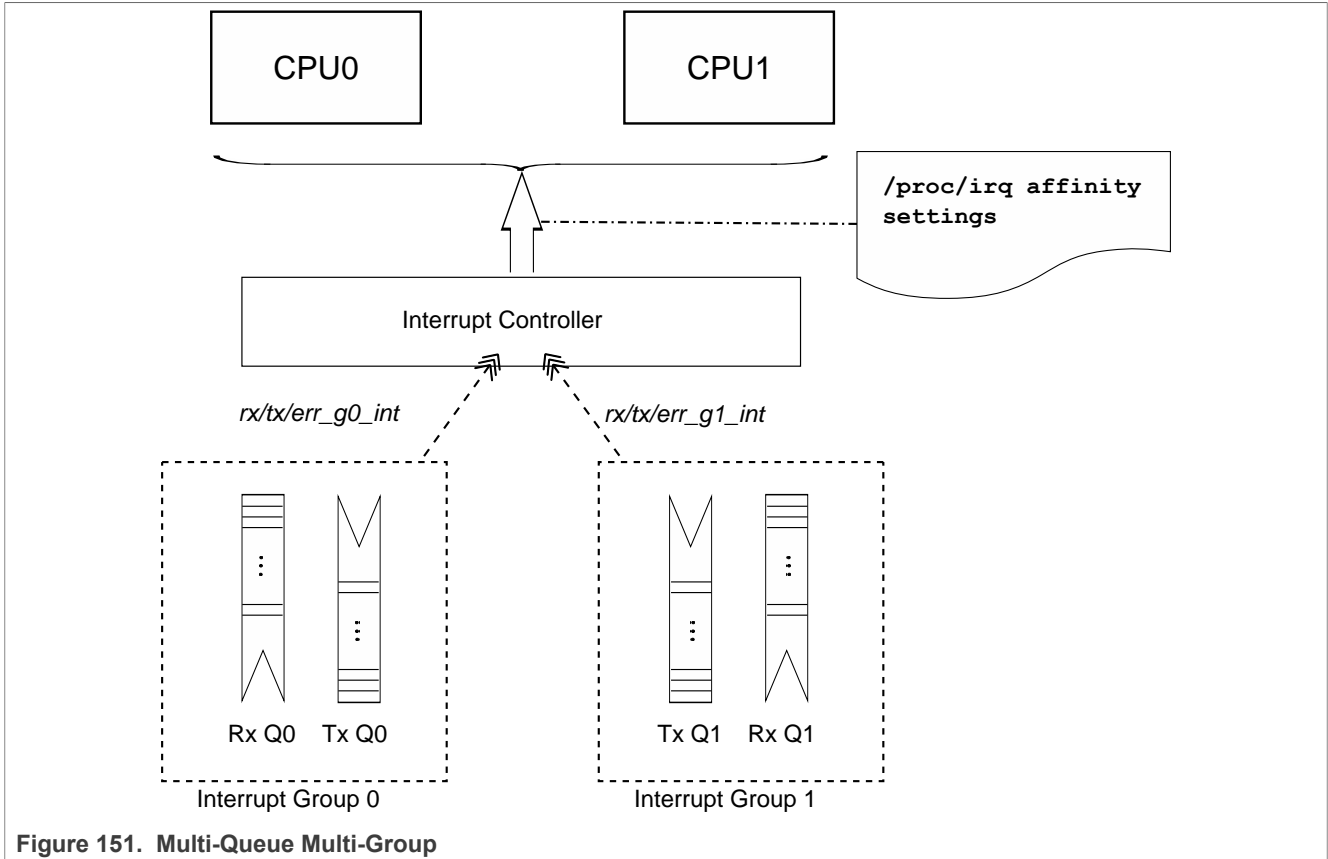 CPU0
CPU1
/proc/irq affinity
settings
Interrupt Controller
rx/tx/err_g0_int
rx/tx/err_g1_int
Rx Q0
Tx Q0
Tx Q1
Rx Q1
Interrupt Group 0
Interrupt Group 1
Figure 151. Multi-Queue Multi-Group